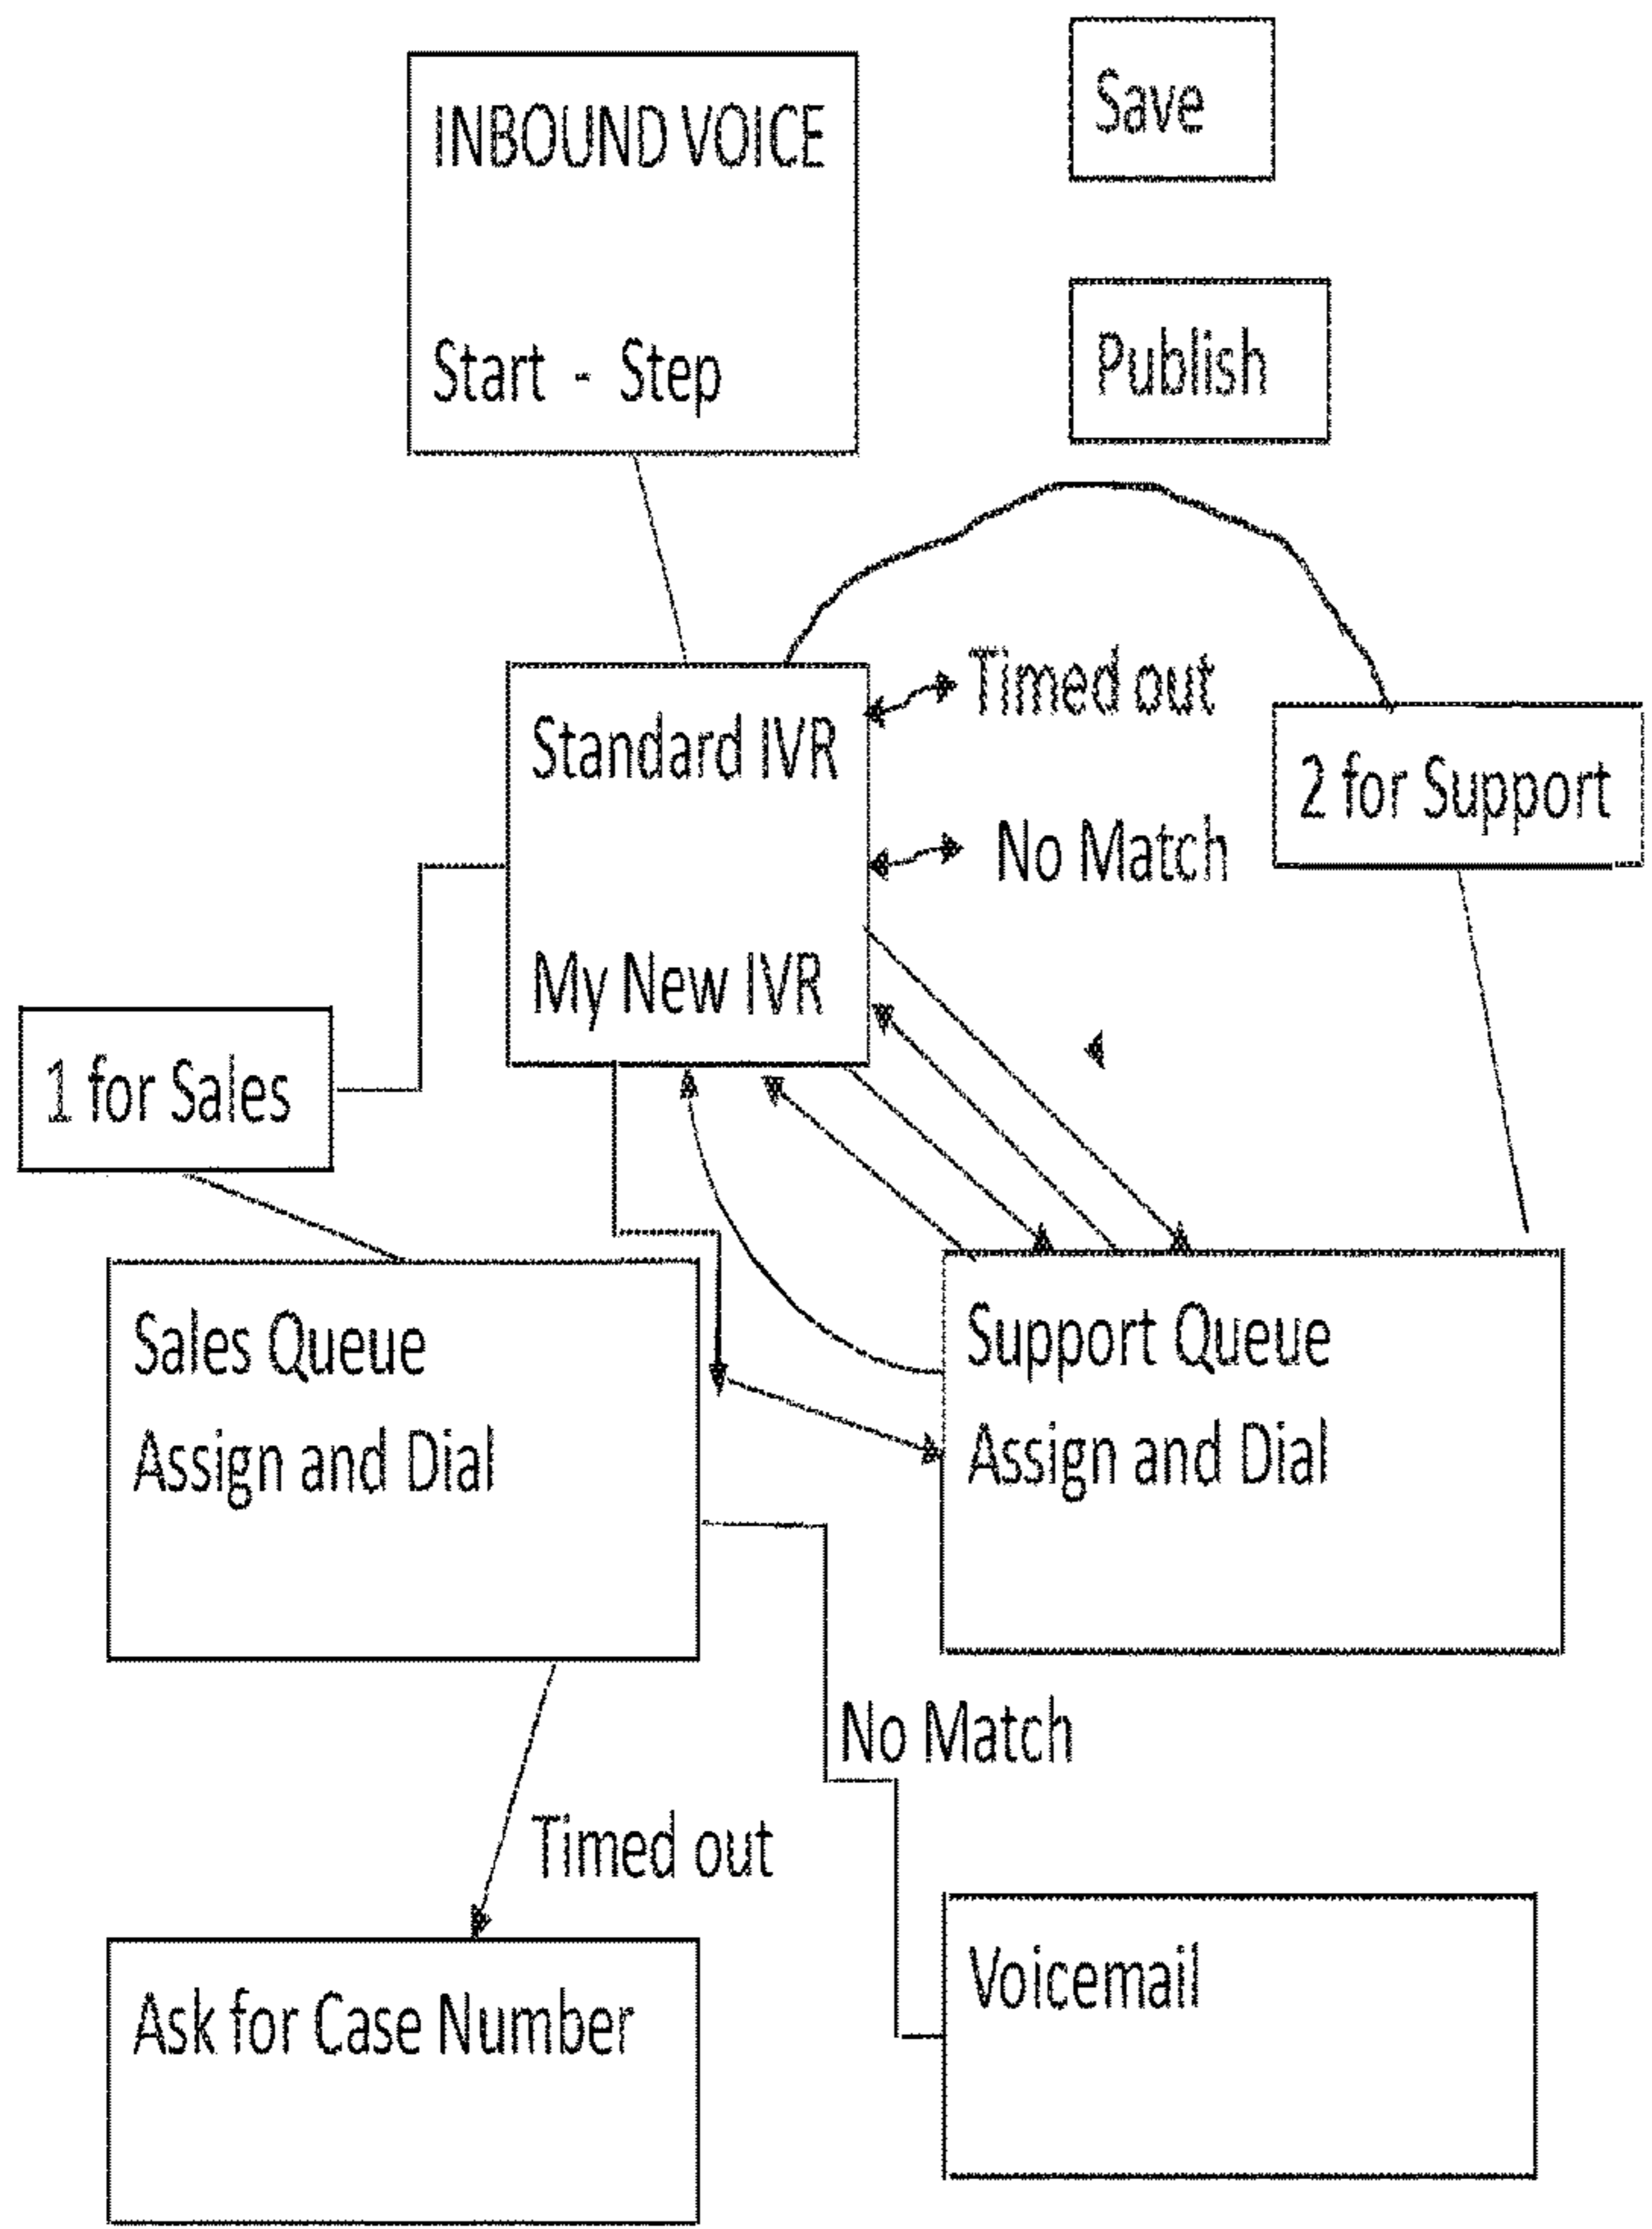 INBOUND VOICE
Start - Step
Save
Publish
Standard IVR
My New IVR
Timed out
No Match
2 for Support
1 for Sales
Sales Queue
Assign and Dial
Support Queue
Assign and Dial
No Match
Timed out
Ask for Case Number
Voicemail